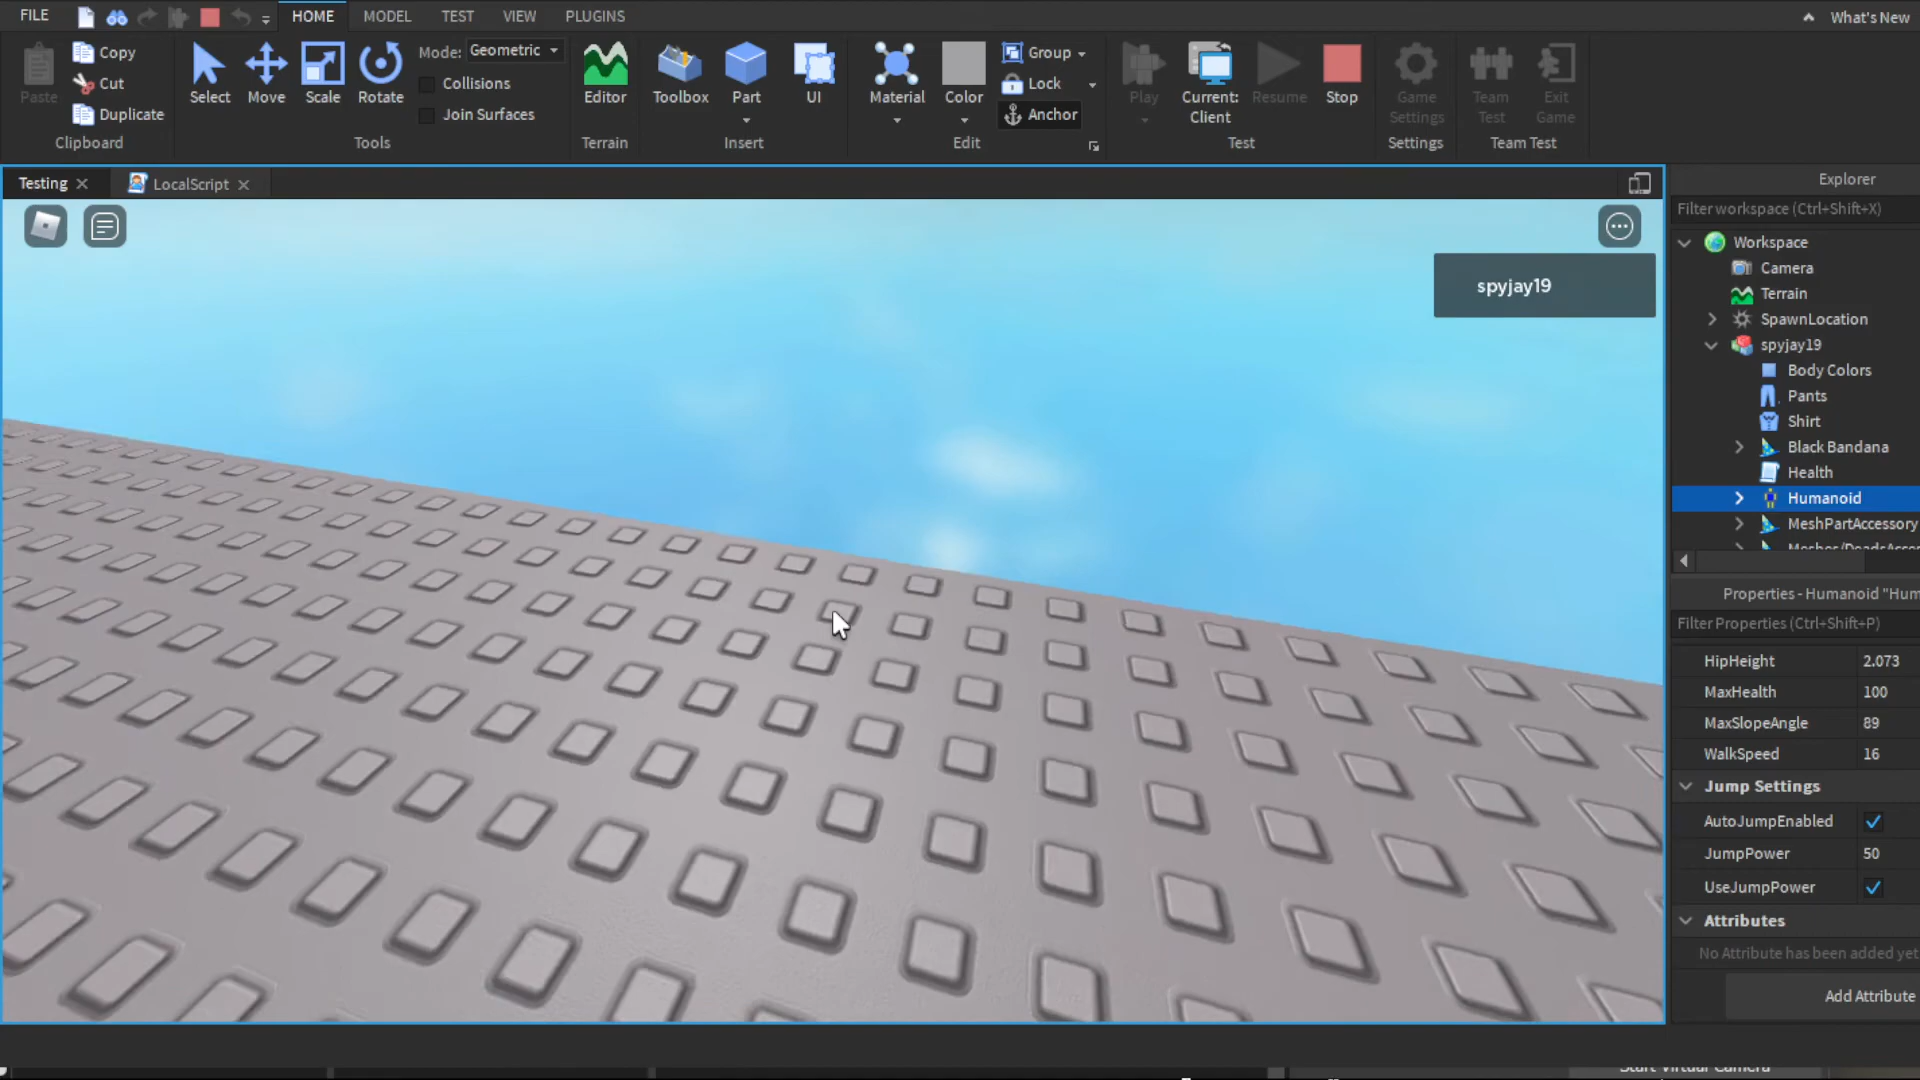 FILE
HOME
MODEL
TEST
VIEW
PLUGINS
What's New
Paste
Copy
Cut
Duplicate
Clipboard
Select
Move
Scale
Rotate
Mode:
Geometric
Collisions
Join Surfaces
Tools
Editor
Terrain
Toolbox
Part
UI
Insert
Material
Color
Group
Lock
Anchor
Edit
Play
Current:
Client
Resume
Stop
Test
Game
Settings
Settings
Team
Test
Exit
Game
Team Test
Testing
LocalScript
spyjay19
Explorer
Filter workspace (Ctrl+Shift+X)
Workspace
Camera
Terrain
SpawnLocation
spyjay19
Body Colors
Pants
Shirt
Black Bandana
Health
Humanoid
MeshPartAccessory
Properties - Humanoid "Hum
Filter Properties (Ctrl+Shift+P)
HipHeight 2.073
MaxHealth 100
MaxSlopeAngle 89
WalkSpeed 16
Jump Settings
AutoJumpEnabled
JumpPower 50
UseJumpPower
Attributes
No Attribute has been added yet
Add Attribute
Start Virtual Camera